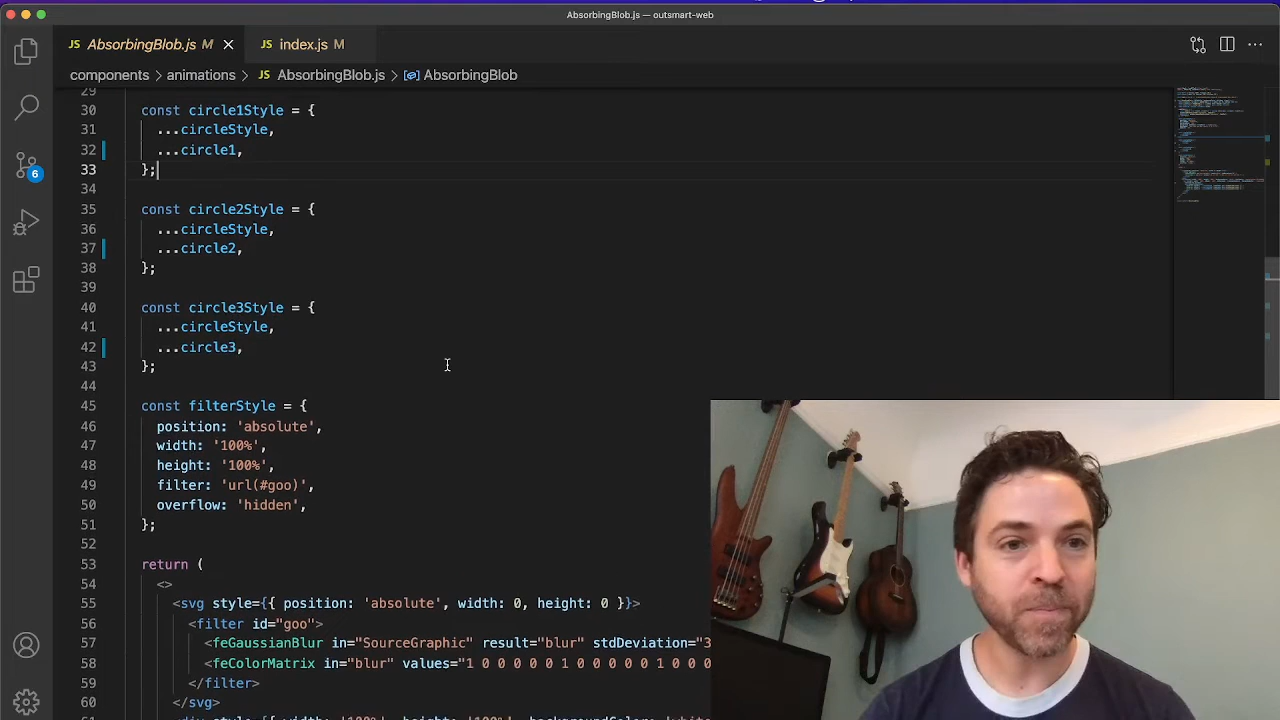 AbsorbingBlob.js — outsmart-web
JS AbsorbingBlob.js M
JS index.js M
components > animations > JS AbsorbingBlob.js > AbsorbingBlob
29
30 const circle1Style = {
31 ...circleStyle,
32 ...circle1,
33 };
34
35 const circle2Style = {
36 ...circleStyle,
37 ...circle2,
38 };
39
40 const circle3Style = {
41 ...circleStyle,
42 ...circle3,
43 };
44
45 const filterStyle = {
46 position: 'absolute',
47 width: '100%',
48 height: '100%',
49 filter: 'url(#goo)',
50 overflow: 'hidden',
51 };
52
53 return (
54 <>
55 <svg style={{ position: 'absolute', width: 0, height: 0 }}>
56 <filter id="goo">
57 <feGaussianBlur in="SourceGraphic" result="blur" stdDeviation="3
58 <feColorMatrix in="blur" values="1 0 0 0 0 0 1 0 0 0 0 0 1 0 0 0
59 </filter>
60 </svg>
6